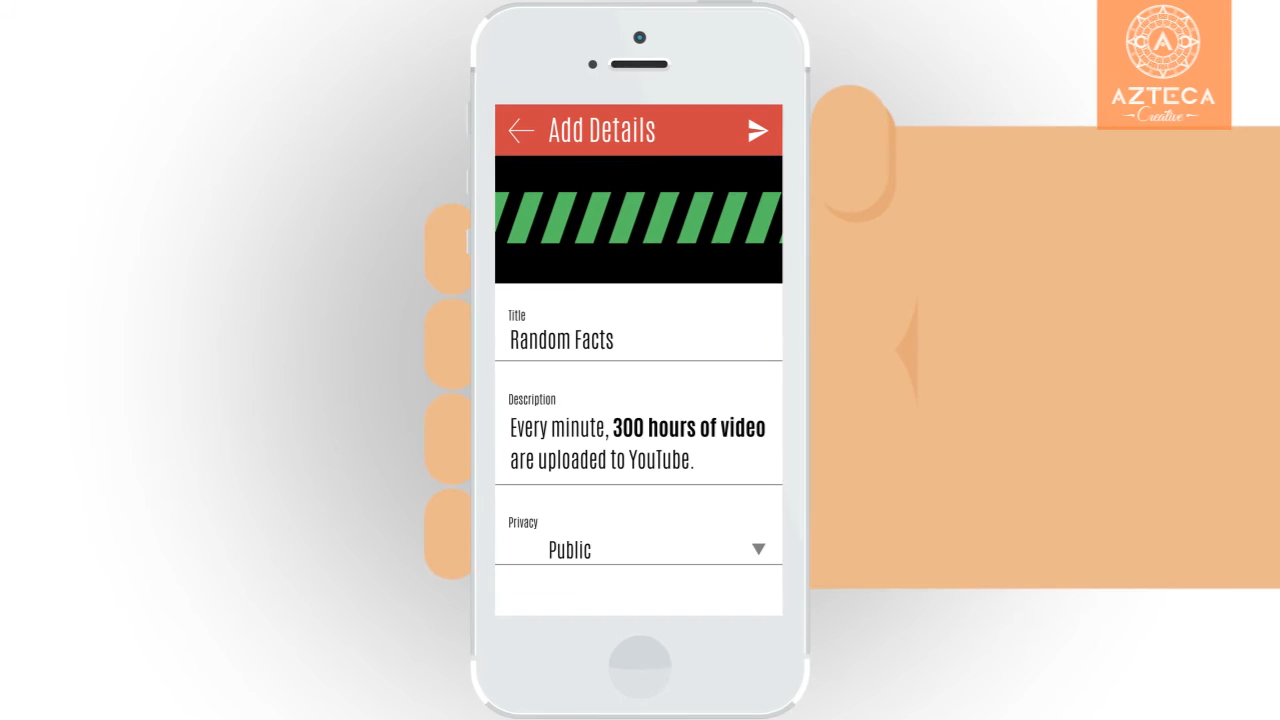 A
AZTECA
Creative
Add Details
Title
Random Facts
Description
Every minute, 300 hours of video
are uploaded to YouTube.
Privacy
Public